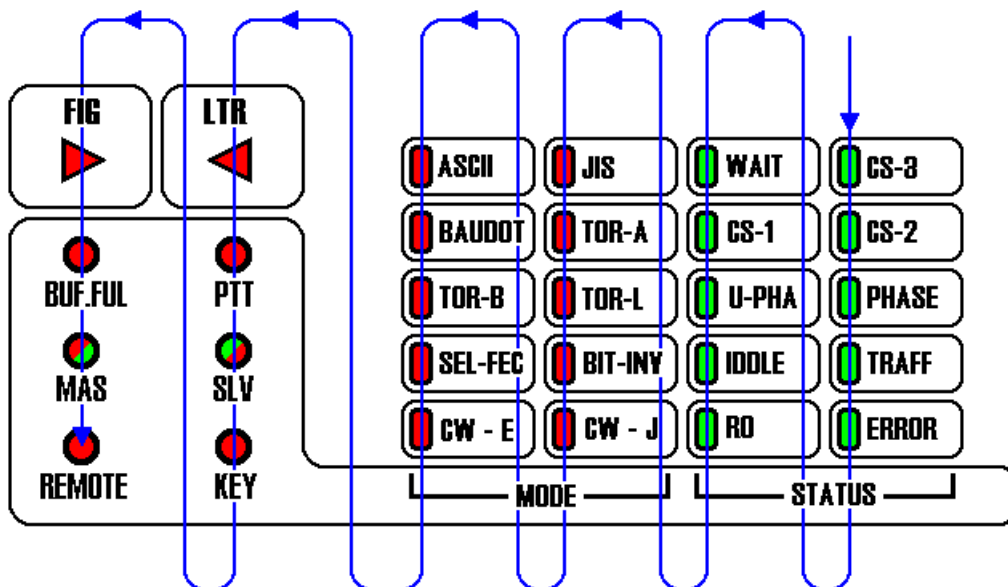 FIG LTR
ASCII JIS WAIT CS-3
BAUDOT TOR-A CS-1 CS-2
BUF.FUL PTT TOR-B TOR-L U-PHA PHASE
MAS SLV SEL-FEC BIT-INV IDDLE TRAFF
CW - E CW - J RO ERROR
REMOTE KEY MODE STATUS